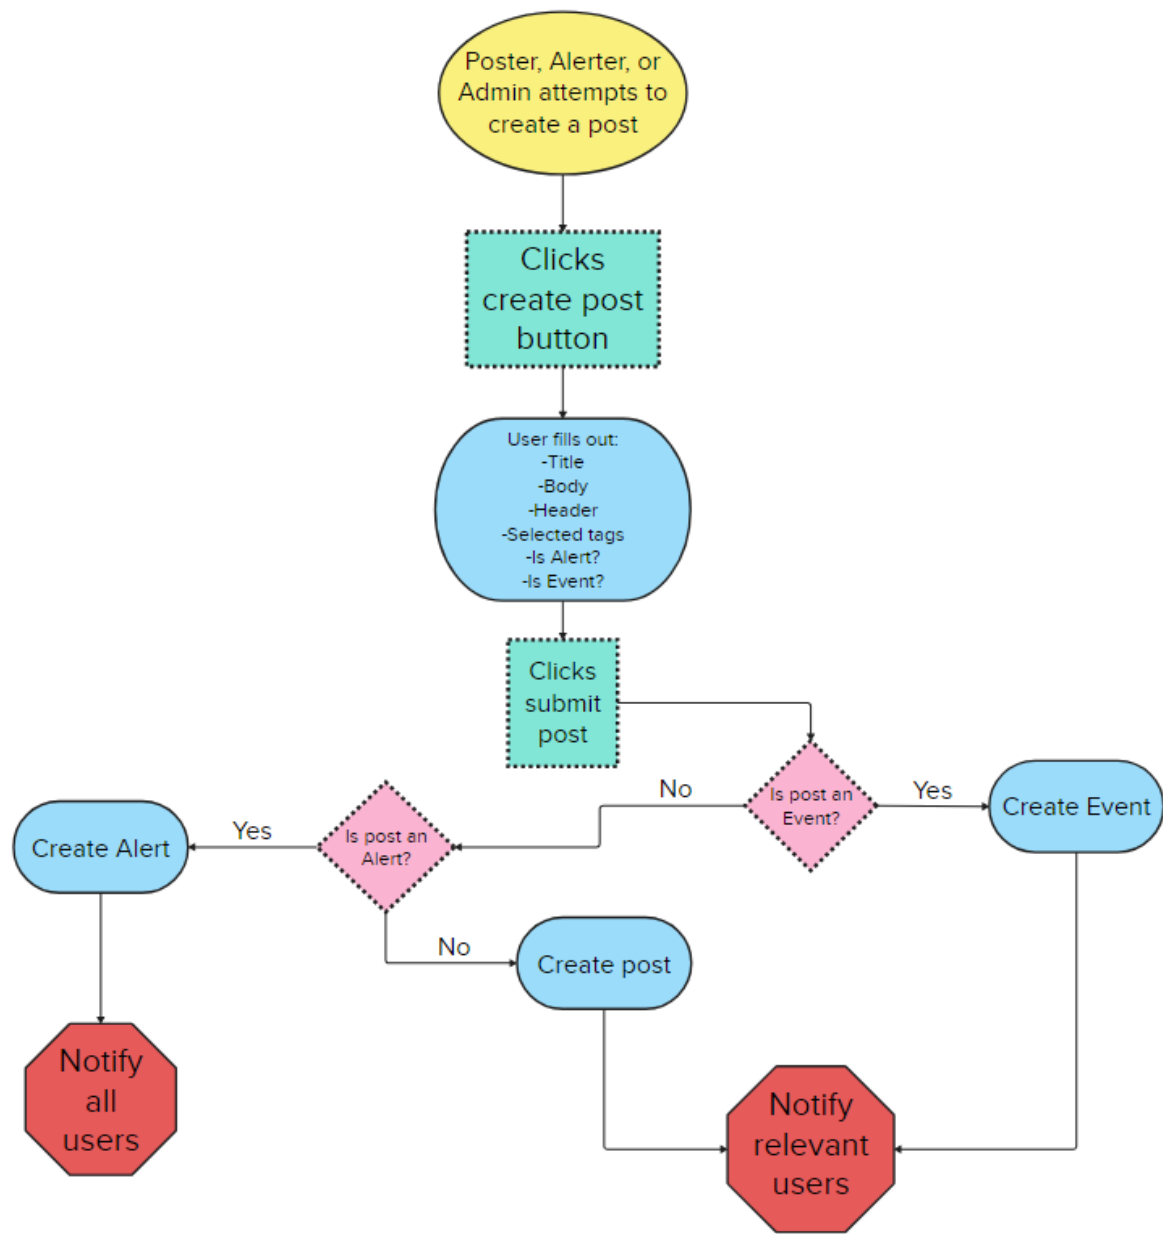 Poster, Alerter, or
Admin attempts to
create a post
Clicks
create post
button
User fills out:
-Title
-Body
-Header
-Selected tags
-Is Alert?
-Is Event?
Clicks
submit
post
Is post an
Event?
Yes
Create Event
No
Is post an
Alert?
Yes
Create Alert
No
Create post
Notify
all
users
Notify
relevant
users